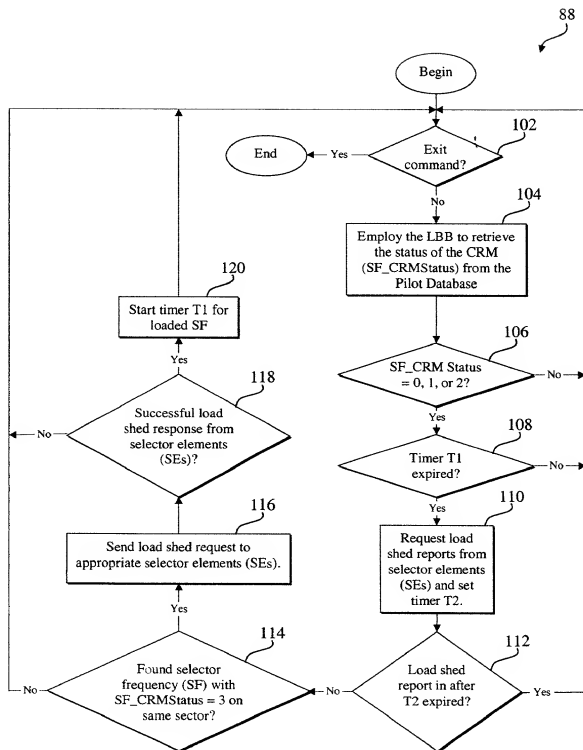 88
Begin
102
Exit
command?
Yes
End
No
104
Employ the LBB to retrieve
the status of the CRM
(SF_CRMStatus) from the
Pilot Database
106
SF_CRM Status
= 0, 1, or 2?
No
Yes
108
Timer T1
expired?
No
Yes
110
Request load
shed reports from
selector elements
(SEs) and set
timer T2.
112
Load shed
report in after
T2 expired?
Yes
No
114
Found selector
frequency (SF) with
SF_CRMStatus = 3 on
same sector?
No
Yes
116
Send load shed request to
appropriate selector elements (SEs).
118
Successful load
shed response from
selector elements
(SEs)?
No
Yes
120
Start timer T1 for
loaded SF